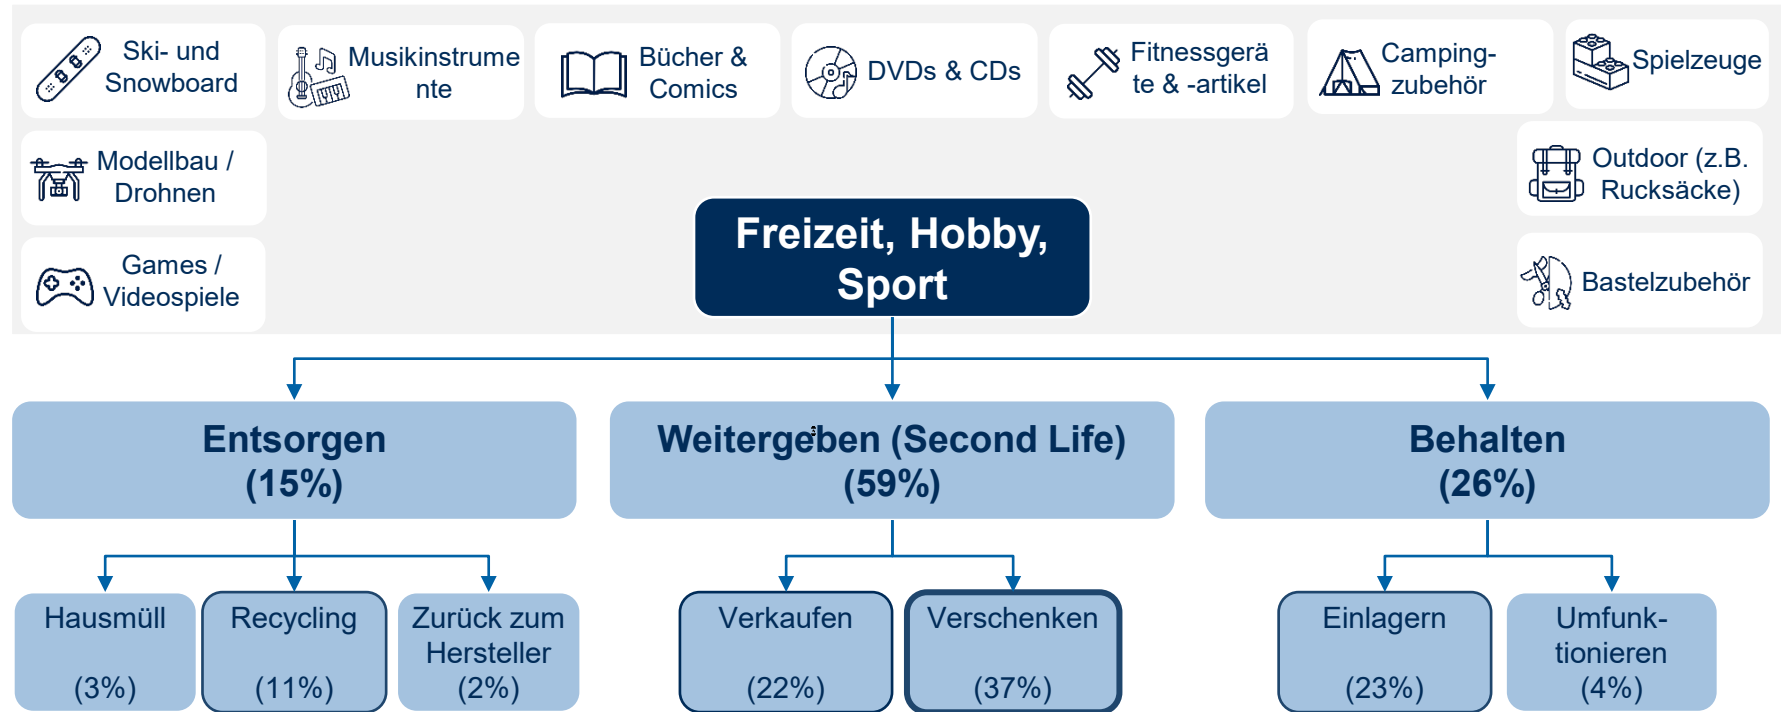 Ski- und
Snowboard
Musikinstrume
nte
Bücher &
Comics
DVDs & CDs
Fitnessgerä
te & -artikel
Camping-
zubehör
Spielzeuge
Modellbau /
Drohnen
Outdoor (z.B.
Rucksäcke)
Games /
Videospiele
Bastelzubehör
Freizeit, Hobby,
Sport
Entsorgen
(15%)
Weitergeben (Second Life)
(59%)
Behalten
(26%)
Hausmüll
(3%)
Recycling
(11%)
Zurück zum
Hersteller
(2%)
Verkaufen
(22%)
Verschenken
(37%)
Einlagern
(23%)
Umfunk-
tionieren
(4%)